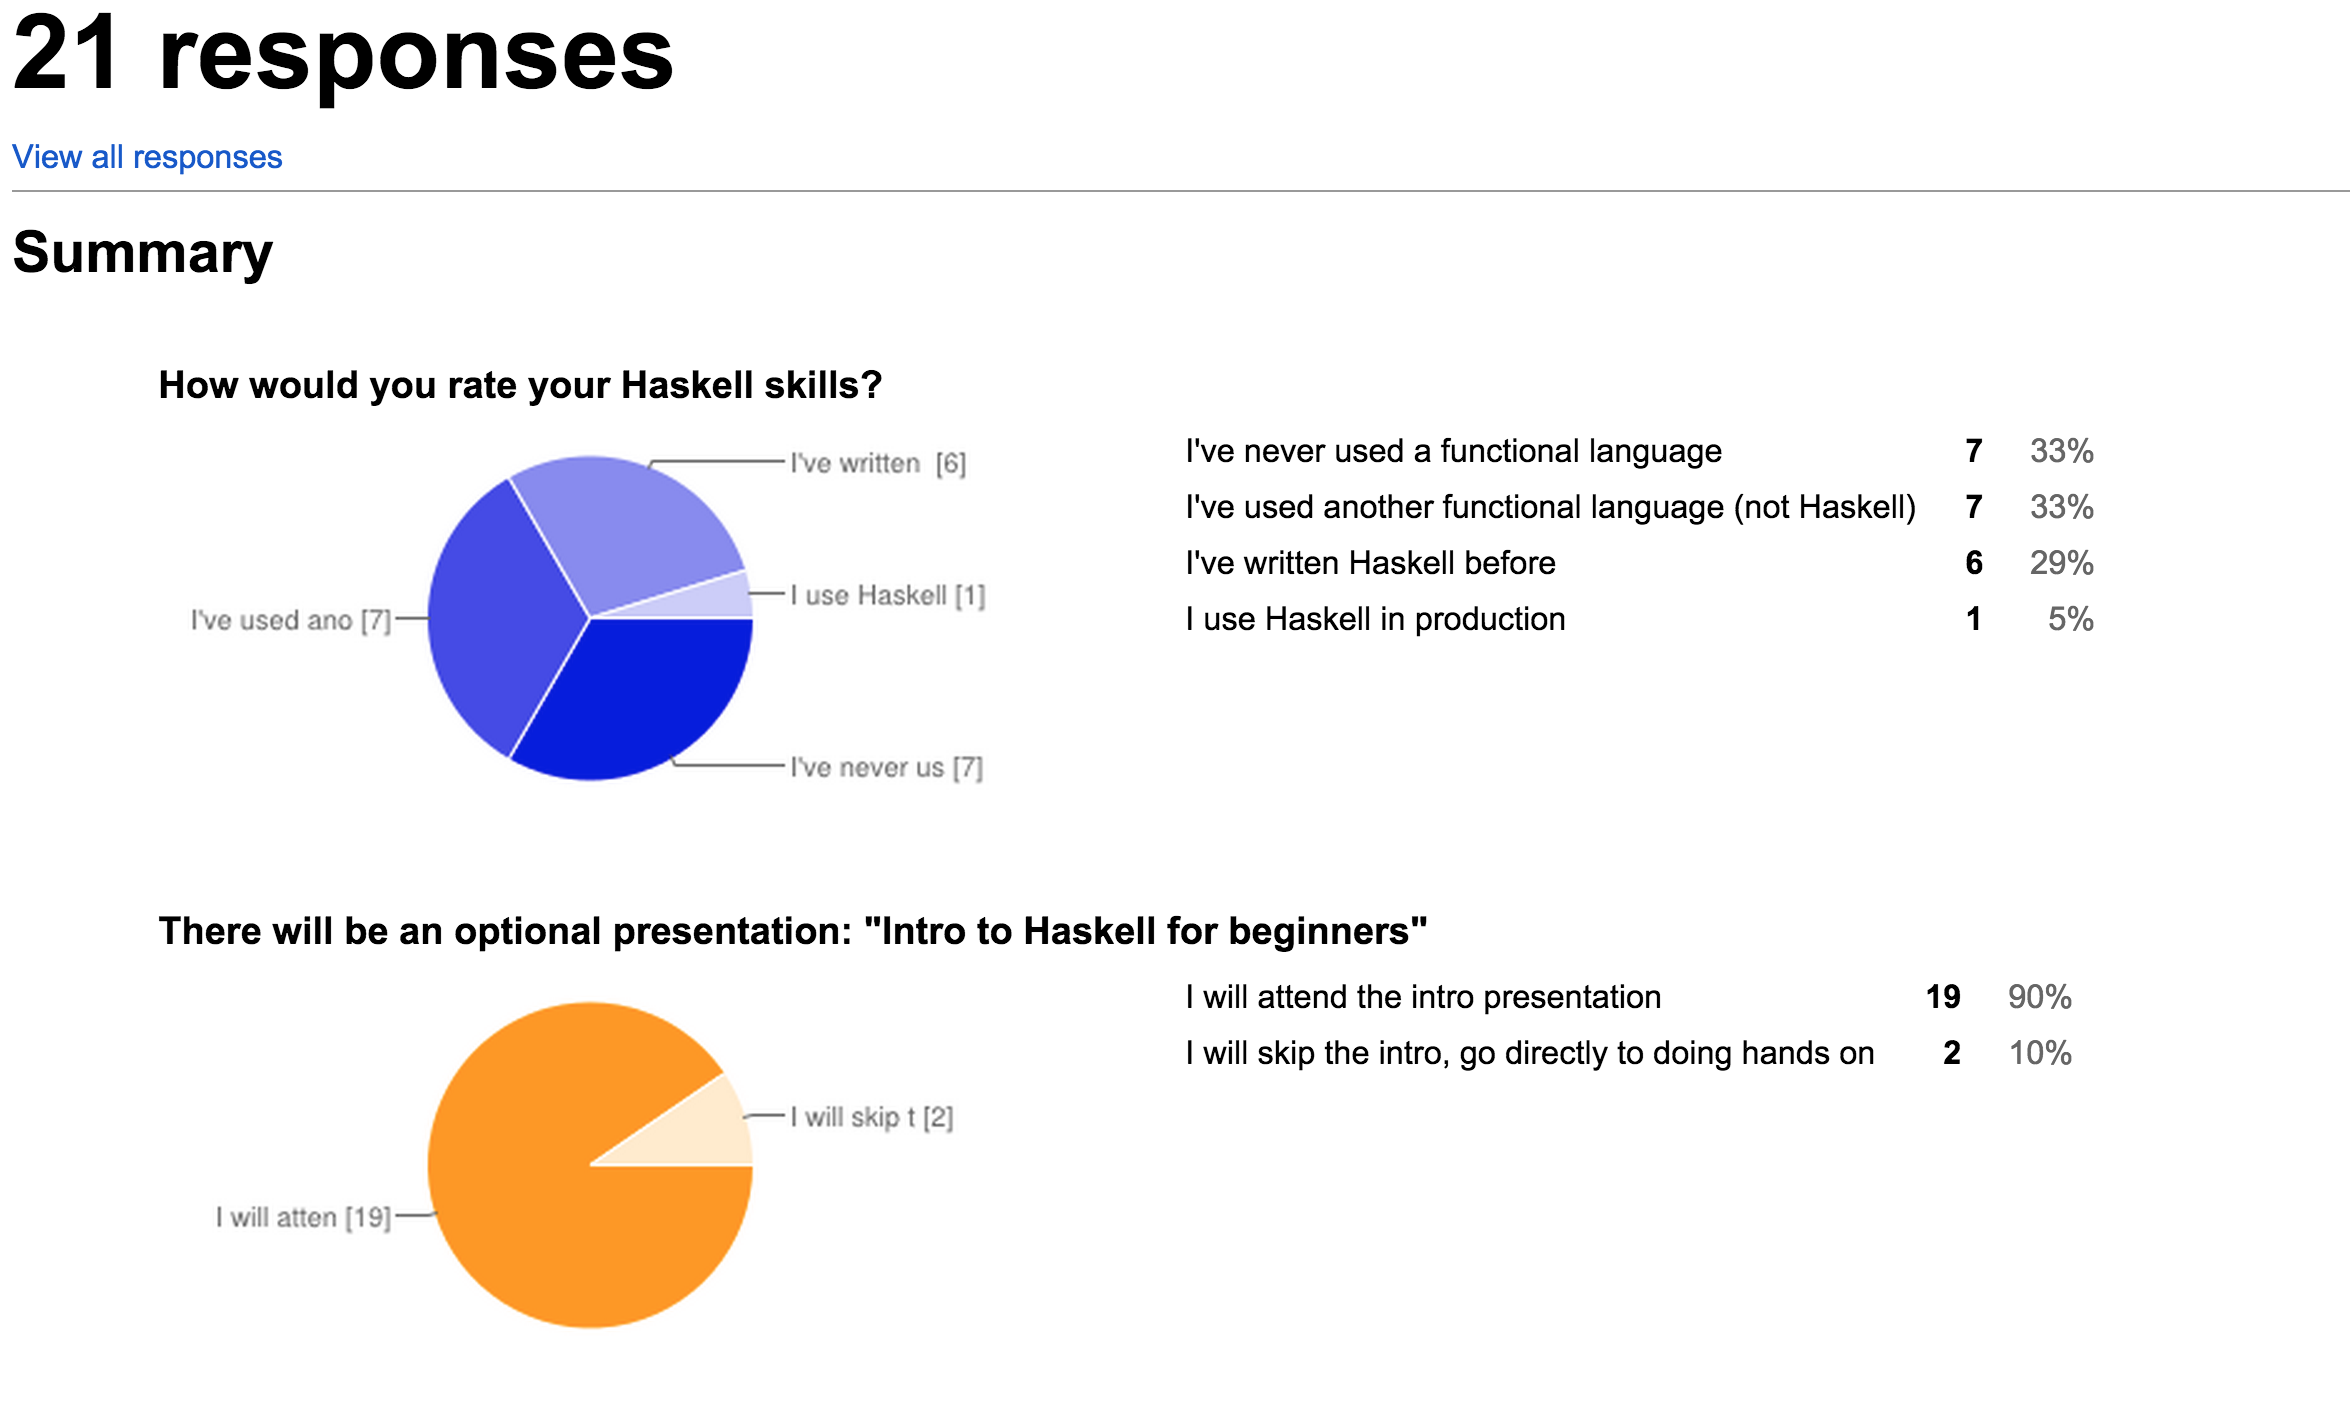 21 responses
View all responses
Summary
How would you rate your Haskell skills?
I've written [6]
I use Haskell [1]
I've used ano [7]
I've never us [7]
I've never used a functional language 7 33%
I've used another functional language (not Haskell) 7 33%
I've written Haskell before 6 29%
I use Haskell in production 1 5%
There will be an optional presentation: "Intro to Haskell for beginners"
I will skip t [2]
I will atten [19]
I will attend the intro presentation 19 90%
I will skip the intro, go directly to doing hands on 2 10%